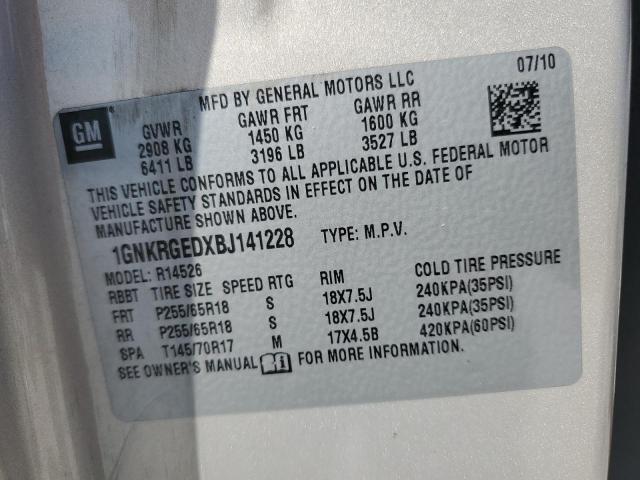 MFD BY GENERAL MOTORS LLC 07/10
GM
GVWR GAWR FRT GAWR RR
2908 KG 1450 KG 1600 KG
6411 LB 3196 LB 3527 LB
THIS VEHICLE CONFORMS TO ALL APPLICABLE U.S. FEDERAL MOTOR
VEHICLE SAFETY STANDARDS IN EFFECT ON THE DATE OF
MANUFACTURE SHOWN ABOVE.
1GNKRGEDXBJ141228 TYPE: M.P.V.
MODEL: R14526
RBBT TIRE SIZE SPEED RTG RIM COLD TIRE PRESSURE
FRT P255/65R18 S 18X7.5J 240KPA(35PSI)
RR P255/65R18 S 18X7.5J 240KPA(35PSI)
SPA T145/70R17 M 17X4.5B 420KPA(60PSI)
SEE OWNER'S MANUAL FOR MORE INFORMATION.